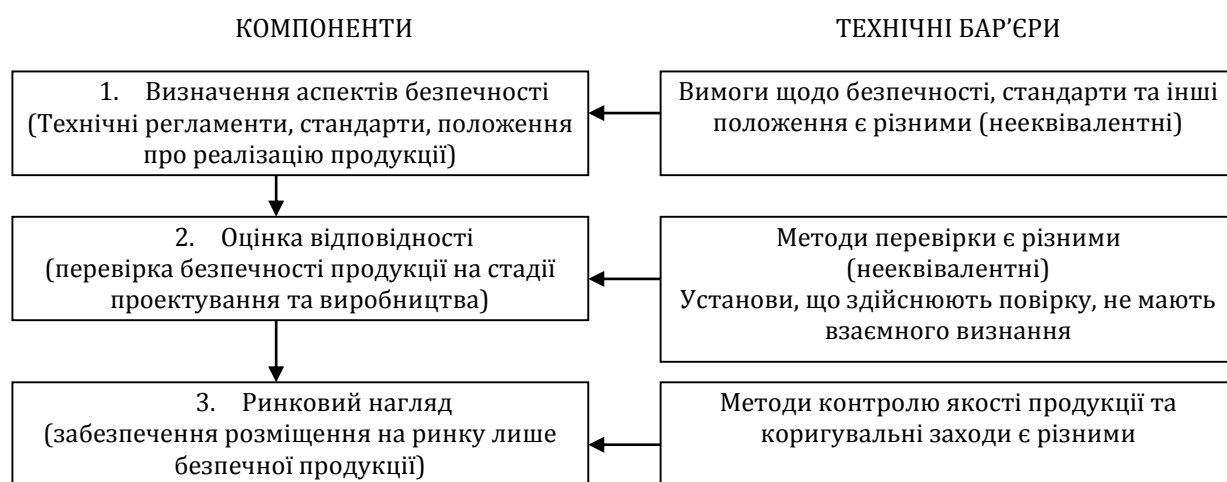 КОМПОНЕНТИ
ТЕХНІЧНІ БАР’ЄРИ
1. Визначення аспектів безпечності
(Технічні регламенти, стандарти, положення
про реалізацію продукції)
Вимоги щодо безпечності, стандарти та інші
положення є різними (нееквівалентні)
2. Оцінка відповідності
(перевірка безпечності продукції на стадії
проектування та виробництва)
Методи перевірки є різними
(нееквівалентні)
Установи, що здійснюють повірку, не мають
взаємного визнання
3. Ринковий нагляд
(забезпечення розміщення на ринку лише
безпечної продукції)
Методи контролю якості продукції та
коригувальні заходи є різними